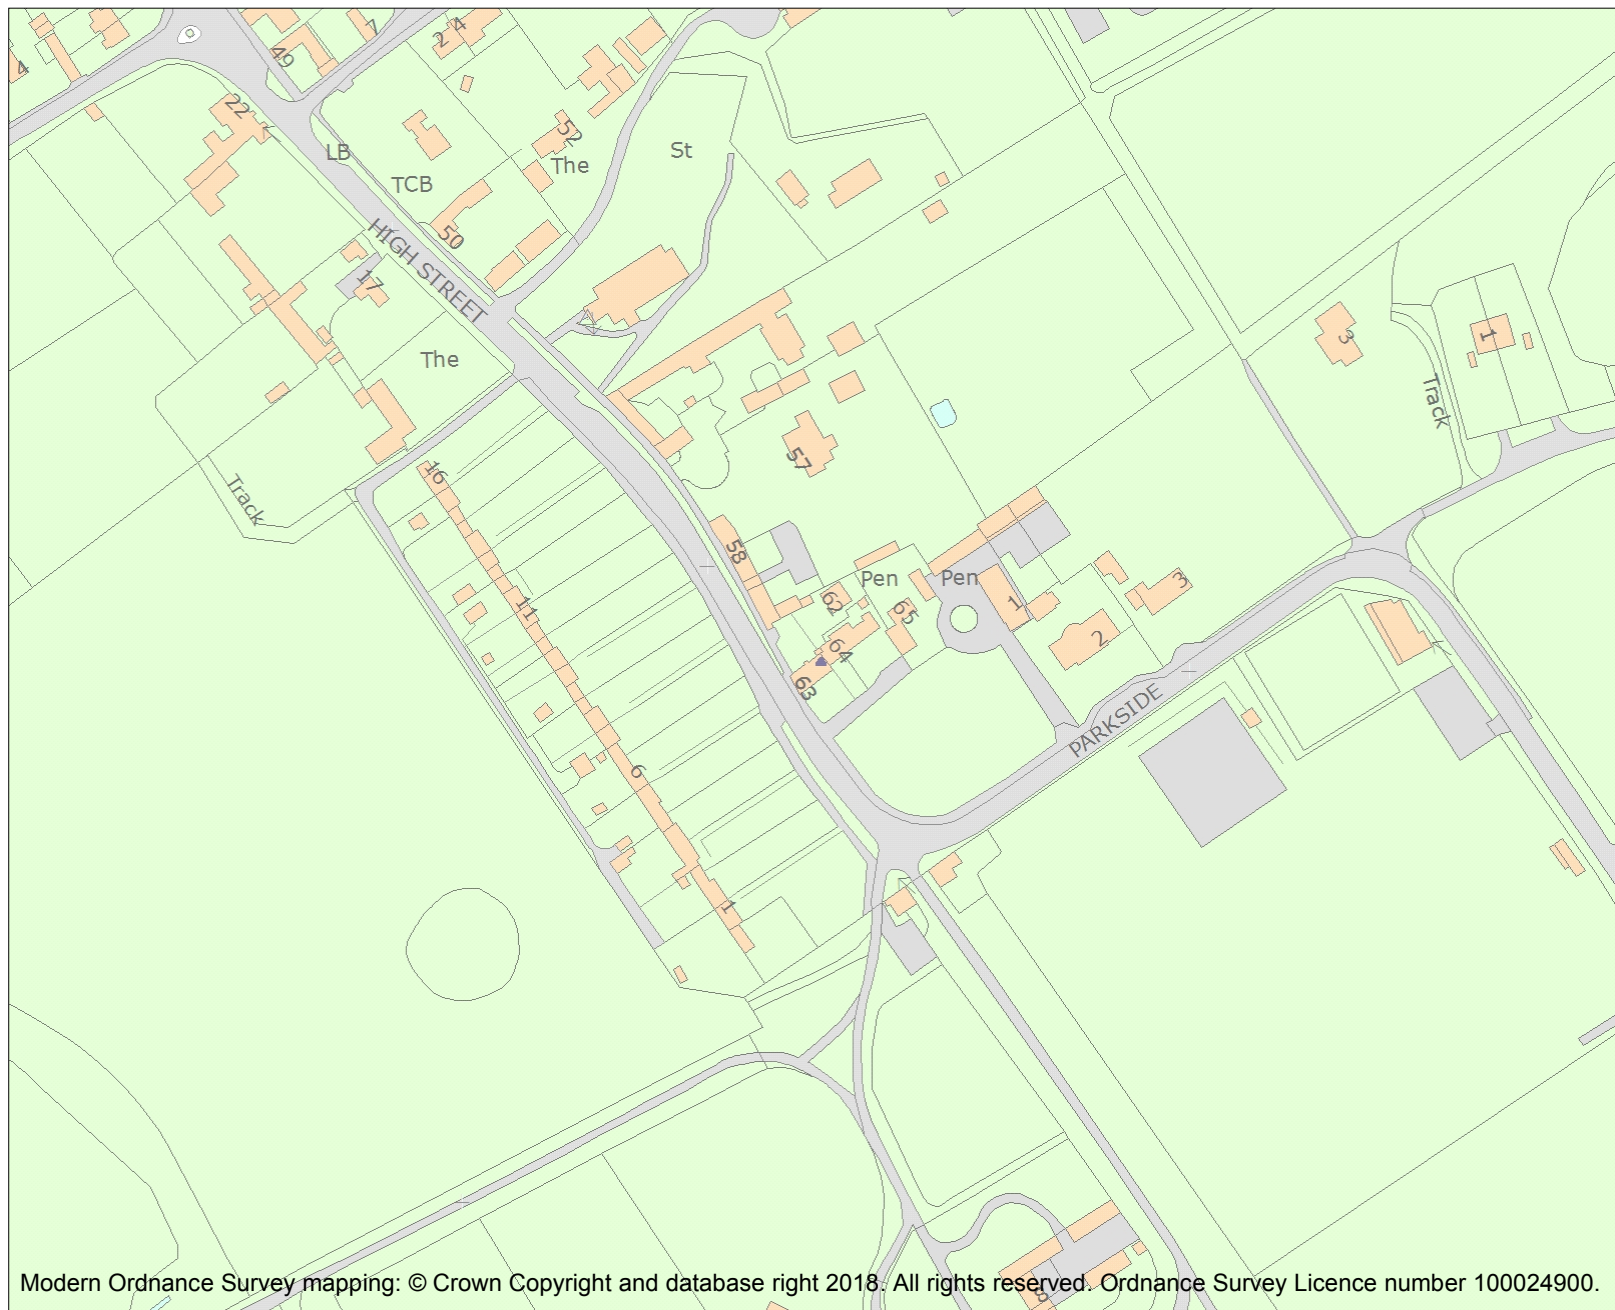 7
2 4
49
4
22
52
LB
The
St
TCB
50
HIGH STREET
17
3
1
The
Track
57
16
Track
58
Pen
Pen
3
62
65
11
1
2
64
63
PARKSIDE
6
1
8
Modern Ordnance Survey mapping: © Crown Copyright and database right 2018. All rights reserved. Ordnance Survey Licence number 100024900.